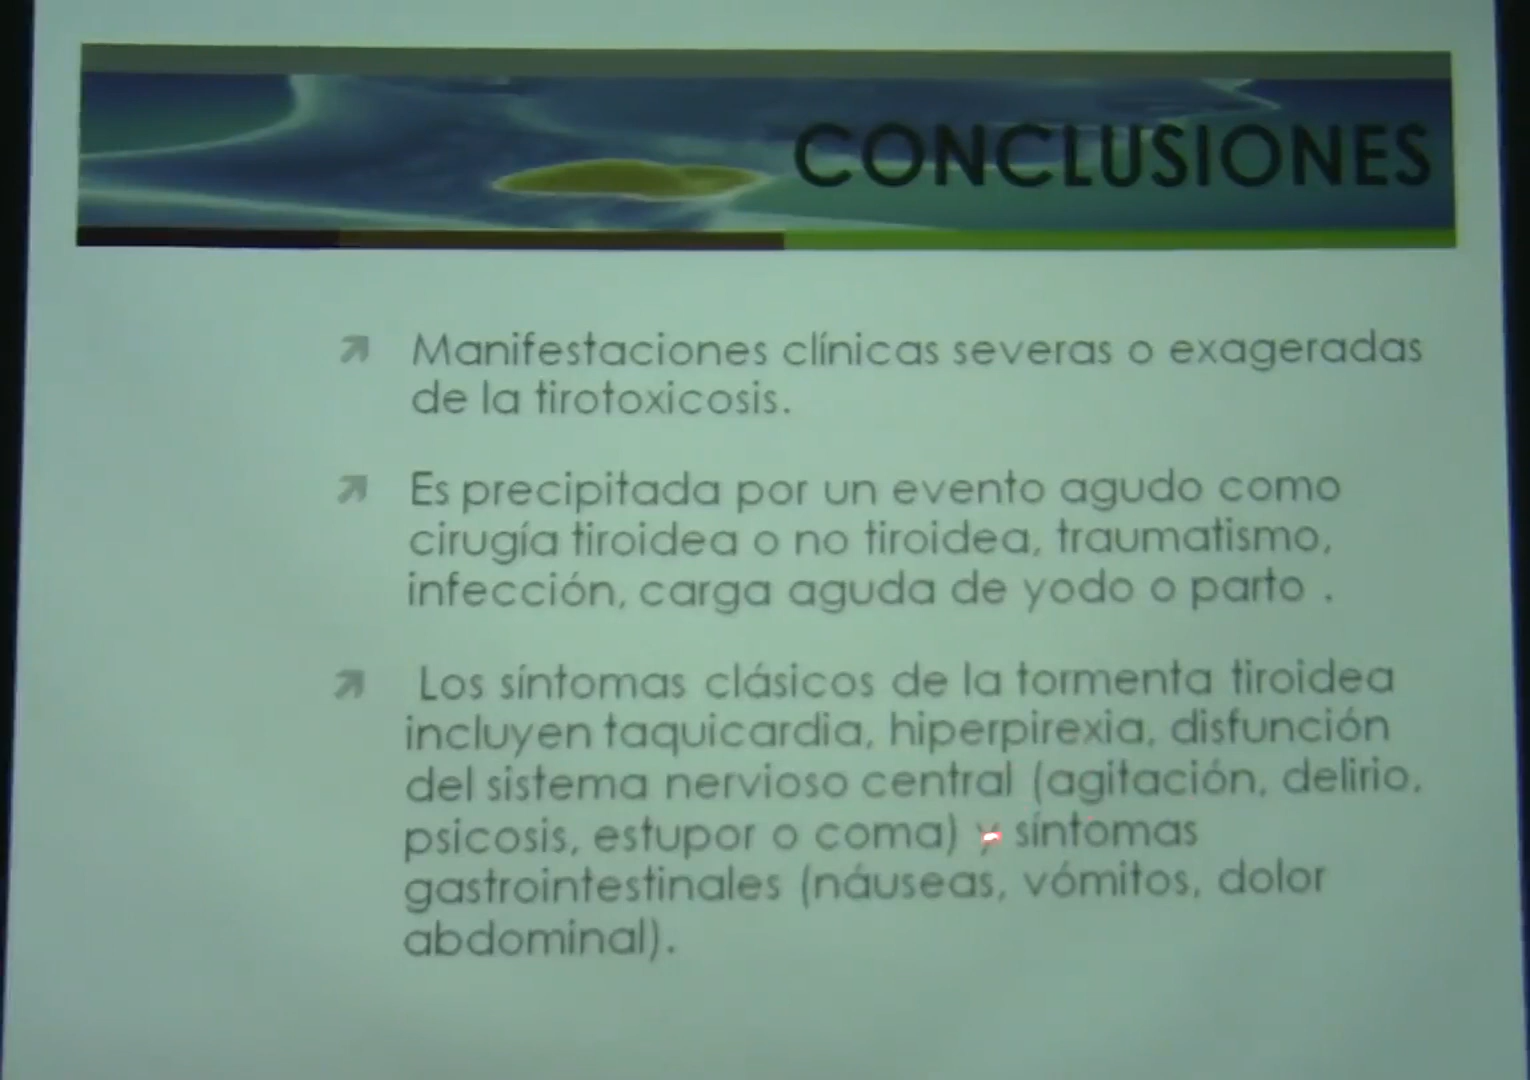 CONCLUSIONES
Manifestaciones clínicas severas o exageradas
de la tirotoxicosis.
Es precipitada por un evento agudo como
cirugía tiroidea o no tiroidea, traumatismo,
infección, carga aguda de yodo o parto .
Los síntomas clásicos de la tormenta tiroidea
incluyen taquicardia, hiperpirexia, disfunción
del sistema nervioso central (agitación, delirio,
psicosis, estupor o coma) y síntomas
gastrointestinales (náuseas, vómitos, dolor
abdominal).